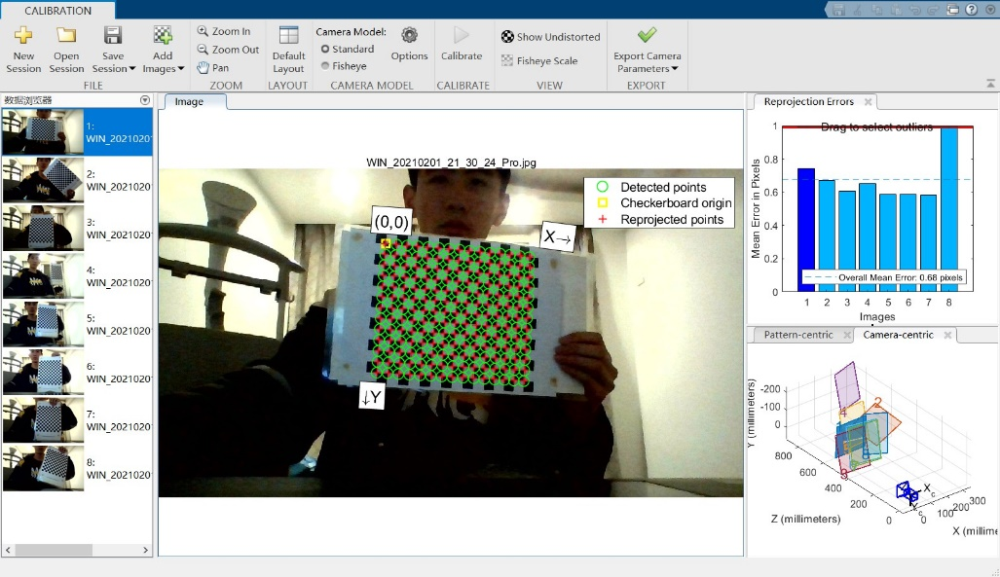 CALIBRATION
New Session
Open Session
Save Session
Add Images
FILE
Zoom In
Zoom Out
Pan
ZOOM
Default Layout
LAYOUT
Camera Model:
Standard
Fisheye
Options
CAMERA MODEL
Calibrate
CALIBRATE
Show Undistorted
Fisheye Scale
VIEW
Export Camera Parameters
EXPORT
数据浏览器
1:
WIN_2021020
2:
WIN_2021020
3:
WIN_2021020
4:
WIN_2021020
5:
WIN_2021020
6:
WIN_2021020
7:
WIN_2021020
8:
WIN_2021020
Image
WIN_20210201_21_30_24_Pro.jpg
Detected points
Checkerboard origin
Reprojected points
(0,0)
X→
↓Y
Reprojection Errors
Drag to select outliers
1
0.8
0.6
0.4
0.2
0
Mean Error in Pixels
Overall Mean Error: 0.68 pixels
1 2 3 4 5 6 7 8
Images
Pattern-centric
Camera-centric
Y (millimeters)
-200
-100
0
800
600
400
200
0
Z (millimeters)
0 100 200 300
X (millime
2
4
3
8
Xc
Yc